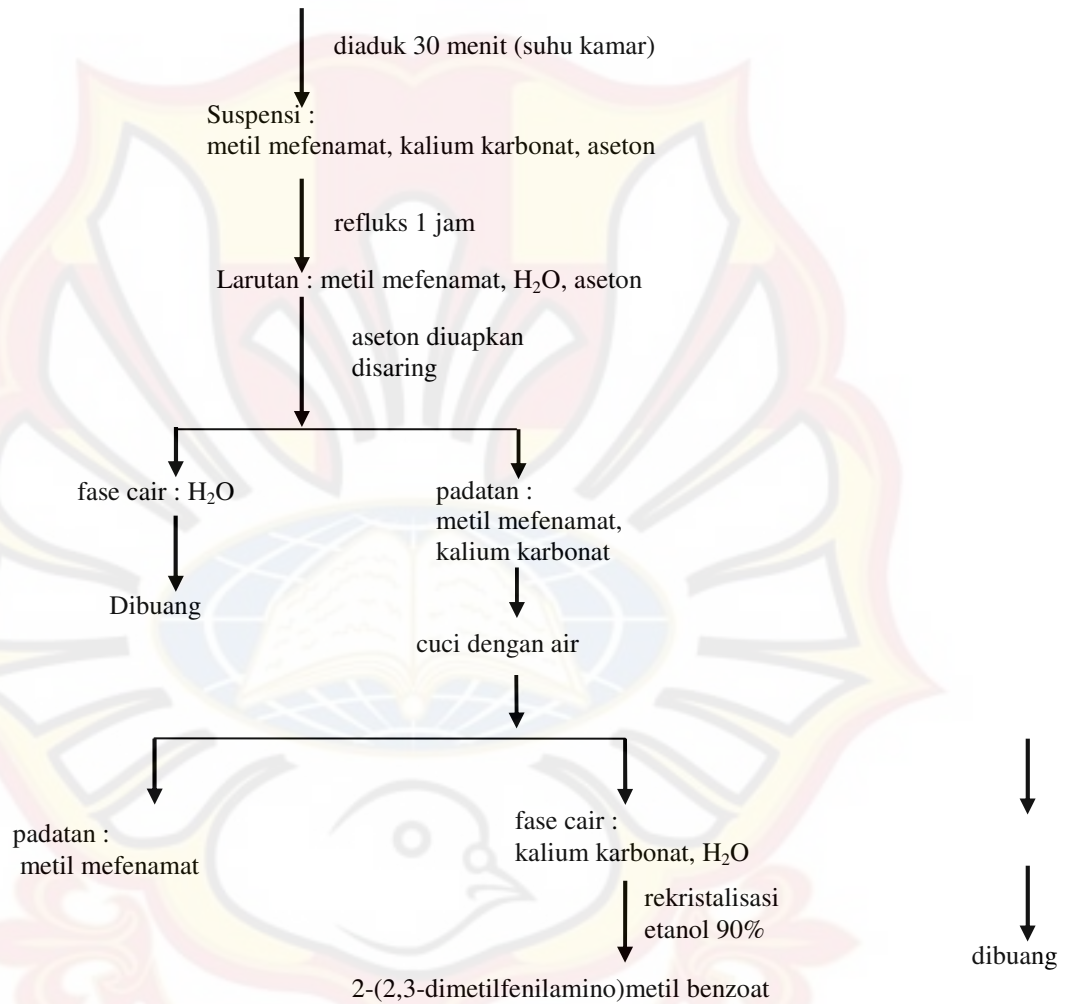 diaduk 30 menit (suhu kamar)
Suspensi :
metil mefenamat, kalium karbonat, aseton
refluks 1 jam
Larutan : metil mefenamat, H₂O, aseton
aseton diuapkan
disaring
fase cair : H₂O
padatan :
metil mefenamat,
kalium karbonat
Dibuang
cuci dengan air
padatan :
metil mefenamat
fase cair :
kalium karbonat, H₂O
rekristalisasi
etanol 90%
dibuang
2-(2,3-dimetilfenilamino)metil benzoat